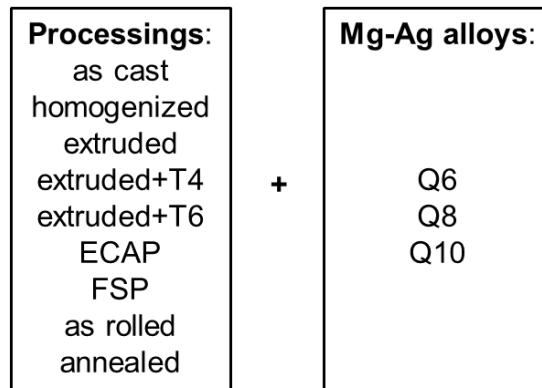 Processings:
as cast
homogenized
extruded
extruded+T4
extruded+T6
ECAP
FSP
as rolled
annealed
+
Mg-Ag alloys:
Q6
Q8
Q10